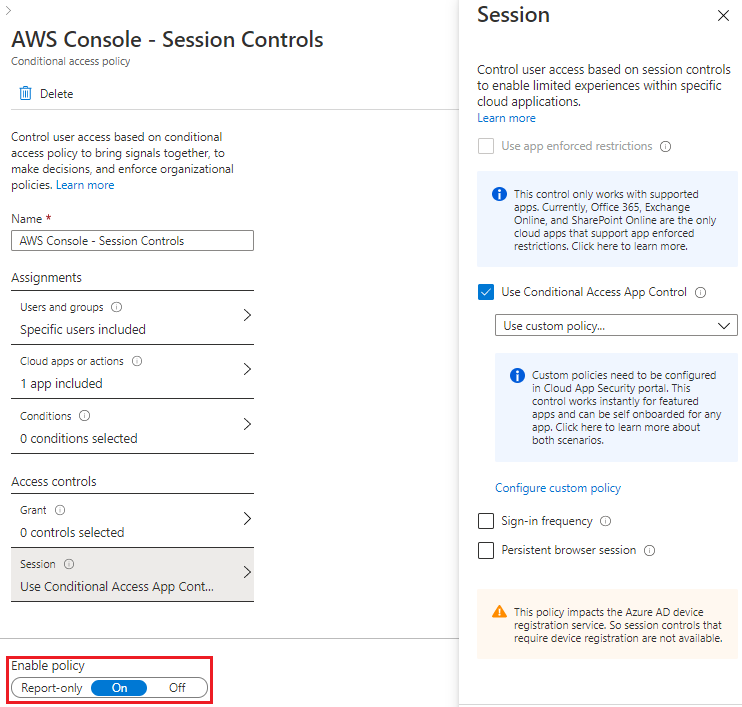 AWS Console - Session Controls
Conditional access policy
Delete
Control user access based on conditional
access policy to bring signals together, to
make decisions, and enforce organizational
policies. Learn more
Name *
AWS Console - Session Controls
Assignments
Users and groups
Specific users included
Cloud apps or actions
1 app included
Conditions
0 conditions selected
Access controls
Grant
0 controls selected
Session
Use Conditional Access App Cont...
Enable policy
Report-only On Off
Session
Control user access based on session controls
to enable limited experiences within specific
cloud applications.
Learn more
Use app enforced restrictions
This control only works with supported
apps. Currently, Office 365, Exchange
Online, and SharePoint Online are the only
cloud apps that support app enforced
restrictions. Click here to learn more.
Use Conditional Access App Control
Use custom policy...
Custom policies need to be configured
in Cloud App Security portal. This
control works instantly for featured
apps and can be self onboarded for any
app. Click here to learn more about
both scenarios.
Configure custom policy
Sign-in frequency
Persistent browser session
This policy impacts the Azure AD device
registration service. So session controls that
require device registration are not available.